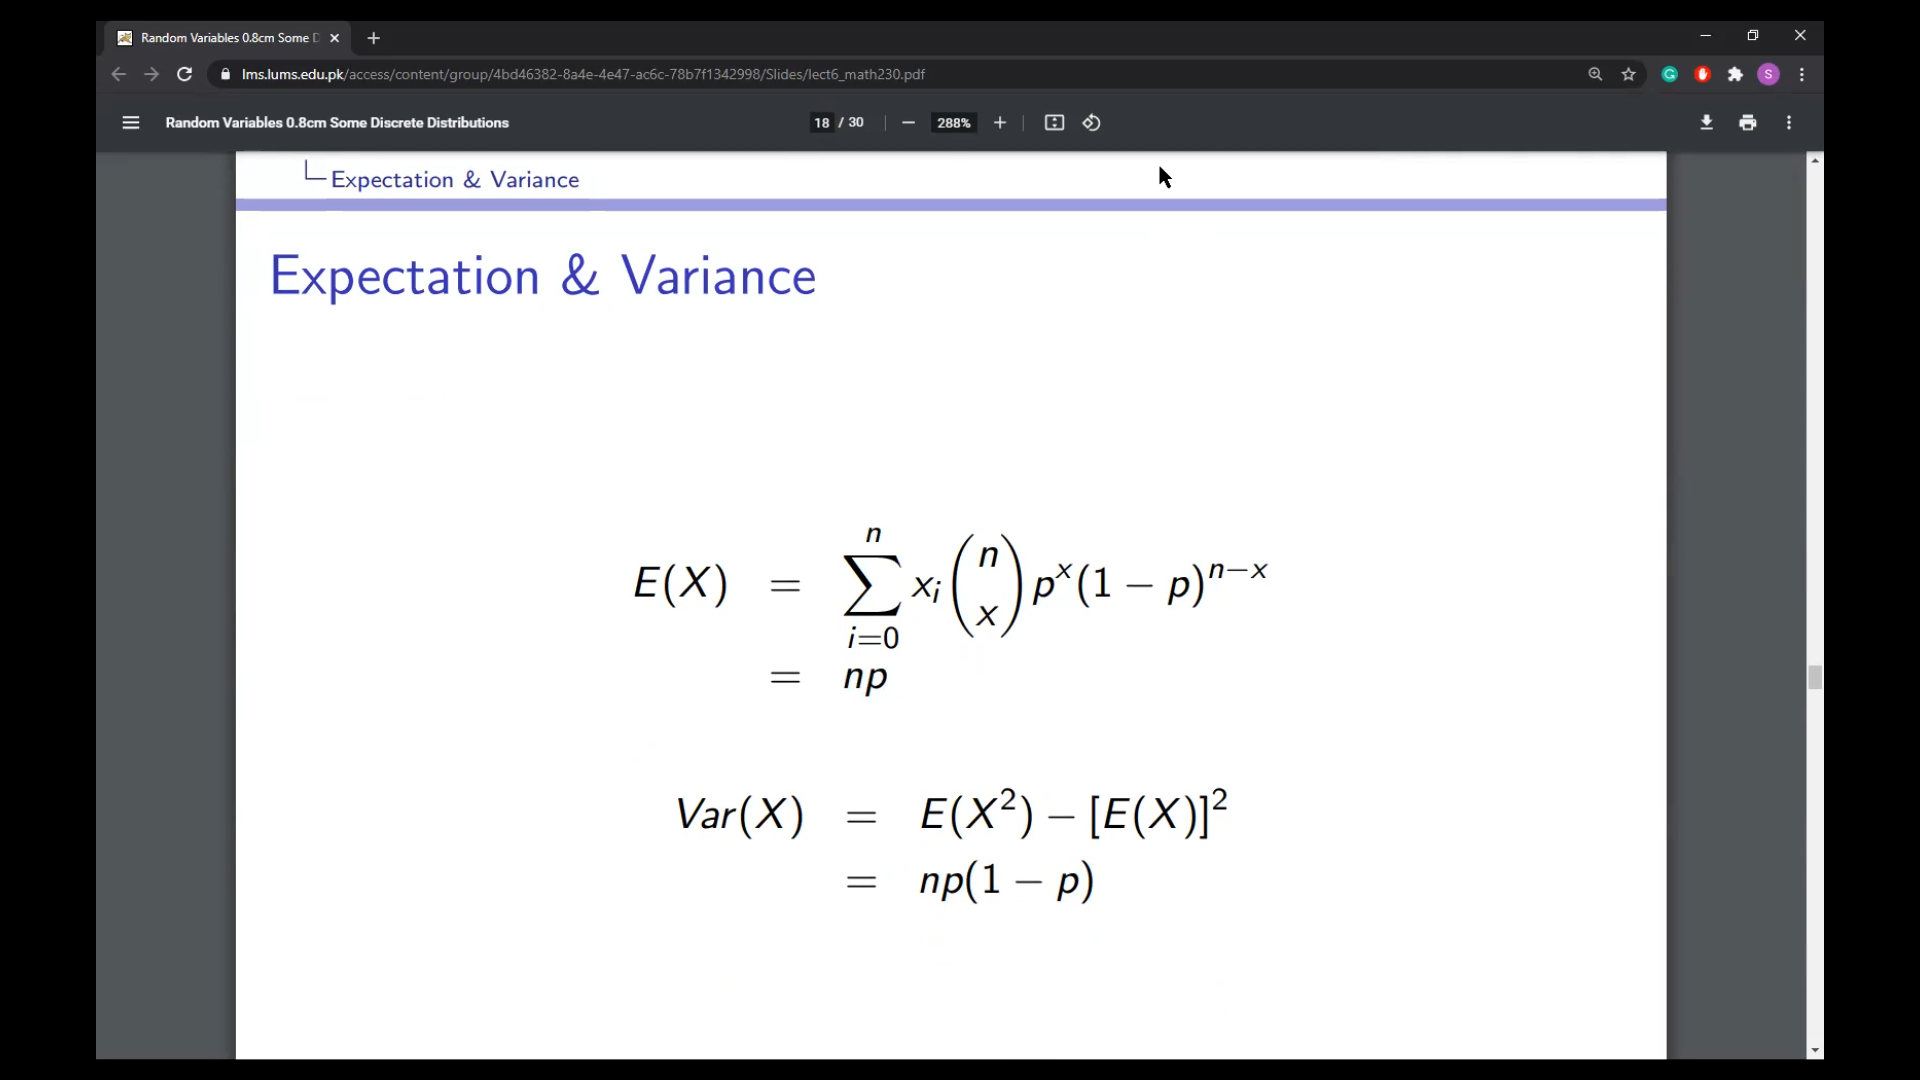 Random Variables 0.8cm Some D
lms.lums.edu.pk/access/content/group/4bd46382-8a4e-4e47-ac6c-78b7f1342998/Slides/lect6_math230.pdf
S
Random Variables 0.8cm Some Discrete Distributions
18 / 30
288%
Expectation & Variance
Expectation & Variance
E(X) = ∑_{i=0}^{n} x_i \binom{n}{x} p^x (1 − p)^{n−x}
= np
Var(X) = E(X²) − [E(X)]²
= np(1 − p)